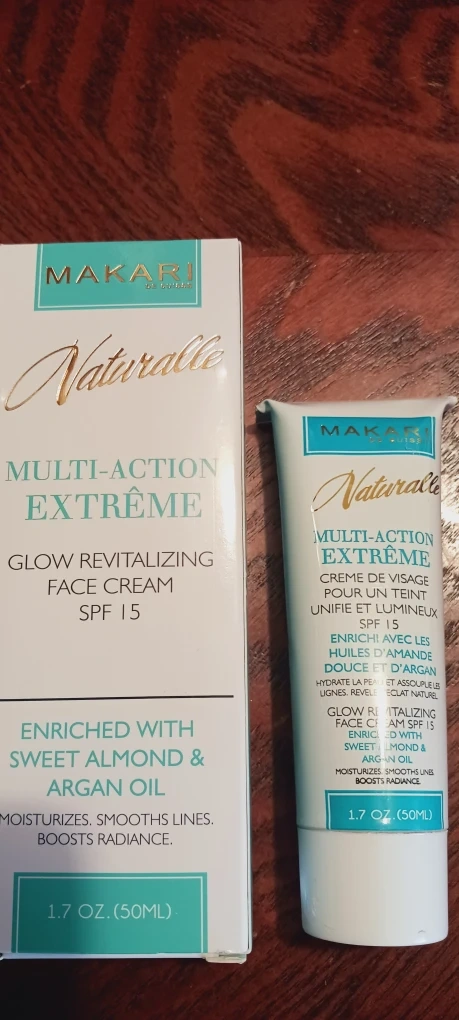 MAKARI
DE SUISSE
Naturalle
MULTI-ACTION
EXTRÊME
GLOW REVITALIZING
FACE CREAM
SPF 15
ENRICHED WITH
SWEET ALMOND &
ARGAN OIL
MOISTURIZES. SMOOTHS LINES.
BOOSTS RADIANCE.
1.7 OZ. (50ML)
MAKARI
DE SUISSE
Naturalle
MULTI-ACTION
EXTRÊME
CREME DE VISAGE
POUR UN TEINT
UNIFIE ET LUMINEUX
SPF 15
ENRICHI AVEC LES
HUILES D'AMANDE
DOUCE ET D'ARGAN
HYDRATE LA PEAU ET ASSOUPLIE LES
LIGNES. REVELE L'ECLAT NATUREL.
GLOW REVITALIZING
FACE CREAM SPF 15
ENRICHED WITH
SWEET ALMOND &
ARGAN OIL
MOISTURIZES. SMOOTHS LINES.
BOOSTS RADIANCE.
1.7 OZ. (50ML)